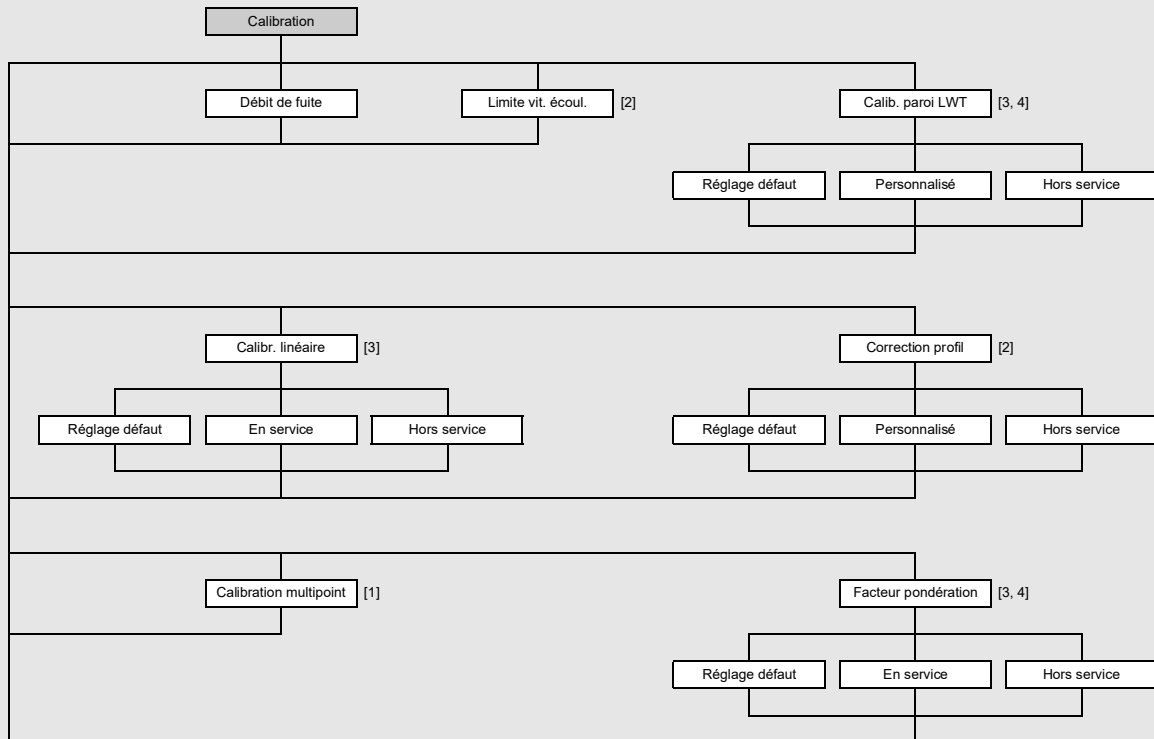 Calibration
Débit de fuite
Limite vit. écoul. [2]
Calib. paroi LWT [3, 4]
Réglage défaut
Personnalisé
Hors service
Calibr. linéaire [3]
Correction profil [2]
Réglage défaut
En service
Hors service
Réglage défaut
Personnalisé
Hors service
Calibration multipoint [1]
Facteur pondération [3, 4]
Réglage défaut
En service
Hors service